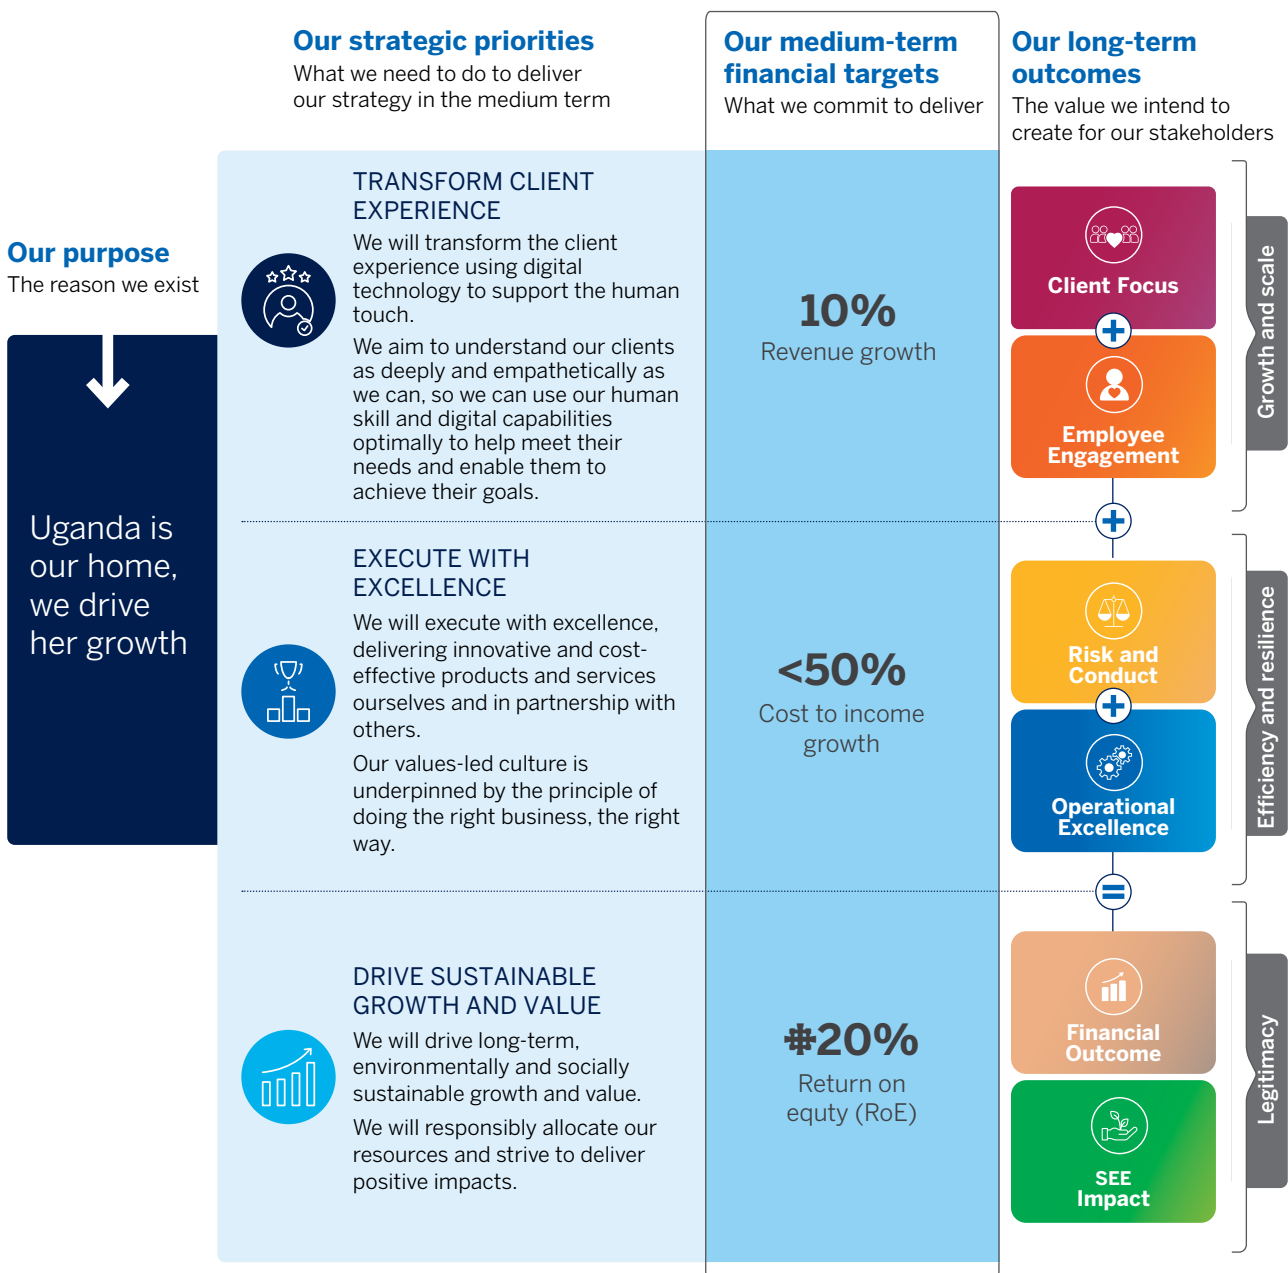 Our purpose
The reason we exist
Uganda is
our home,
we drive
her growth
Our strategic priorities
What we need to do to deliver
our strategy in the medium term
TRANSFORM CLIENT
EXPERIENCE
We will transform the client
experience using digital
technology to support the human
touch.
We aim to understand our clients
as deeply and empathetically as
we can, so we can use our human
skill and digital capabilities
optimally to help meet their
needs and enable them to
achieve their goals.
EXECUTE WITH
EXCELLENCE
We will execute with excellence,
delivering innovative and cost-
effective products and services
ourselves and in partnership with
others.
Our values-led culture is
underpinned by the principle of
doing the right business, the right
way.
DRIVE SUSTAINABLE
GROWTH AND VALUE
We will drive long-term,
environmentally and socially
sustainable growth and value.
We will responsibly allocate our
resources and strive to deliver
positive impacts.
Our medium-term
financial targets
What we commit to deliver
10%
Revenue growth
<50%
Cost to income
growth
#20%
Return on
equty (RoE)
Our long-term
outcomes
The value we intend to
create for our stakeholders
Client Focus
+
Employee
Engagement
+
Risk and
Conduct
+
Operational
Excellence
=
Financial
Outcome
SEE
Impact
Growth and scale
Efficiency and resilience
Legitimacy